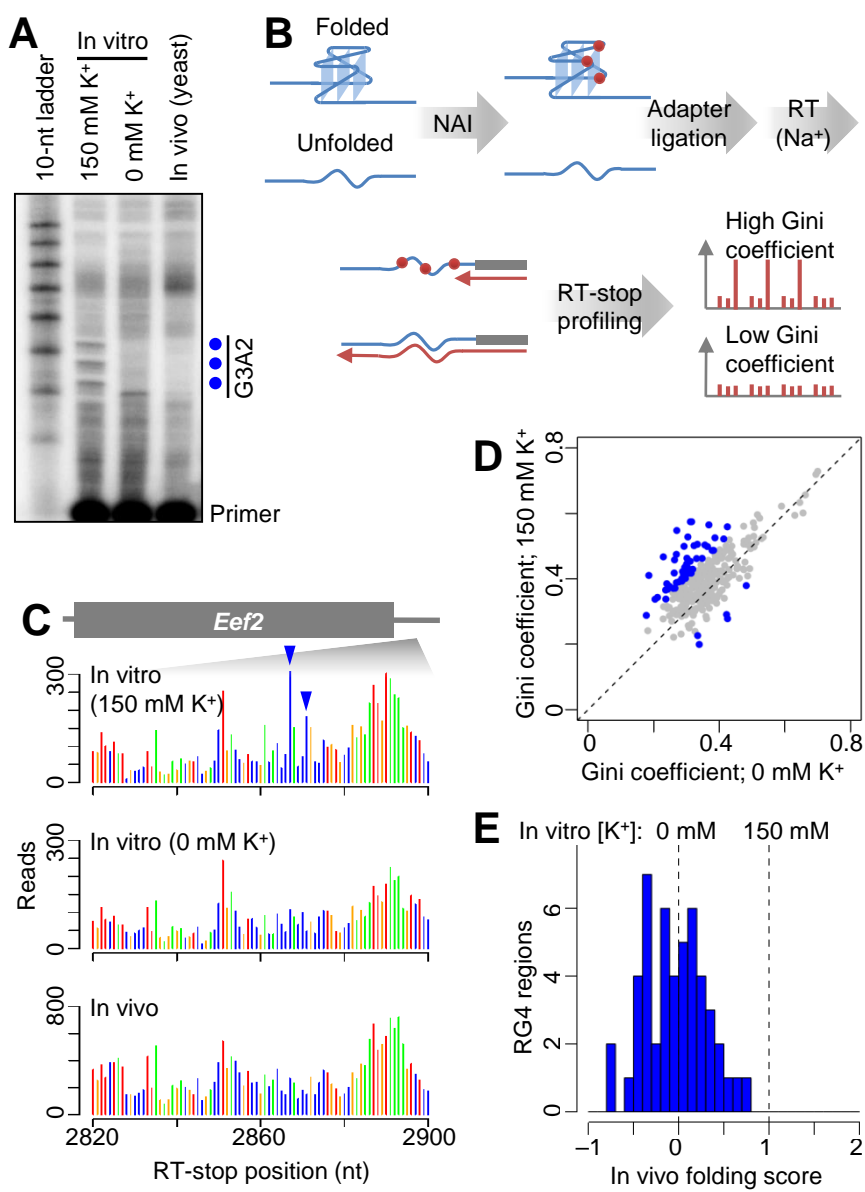 A
In vitro
10-nt ladder
150 mM K⁺
0 mM K⁺
In vivo (yeast)
G3A2
Primer
B
Folded
Unfolded
NAI
Adapter
ligation
RT
(Na⁺)
RT-stop
profiling
High Gini
coefficient
Low Gini
coefficient
C
Eef2
In vitro
(150 mM K⁺)
300
0
In vitro (0 mM K⁺)
300
0
Reads
In vivo
800
0
2820
2860
2900
RT-stop position (nt)
D
Gini coefficient; 150 mM K⁺
0.8
0.4
0
0
0.4
0.8
Gini coefficient; 0 mM K⁺
E
In vitro [K⁺]: 0 mM 150 mM
RG4 regions
6
4
2
0
−1
0
1
2
In vivo folding score